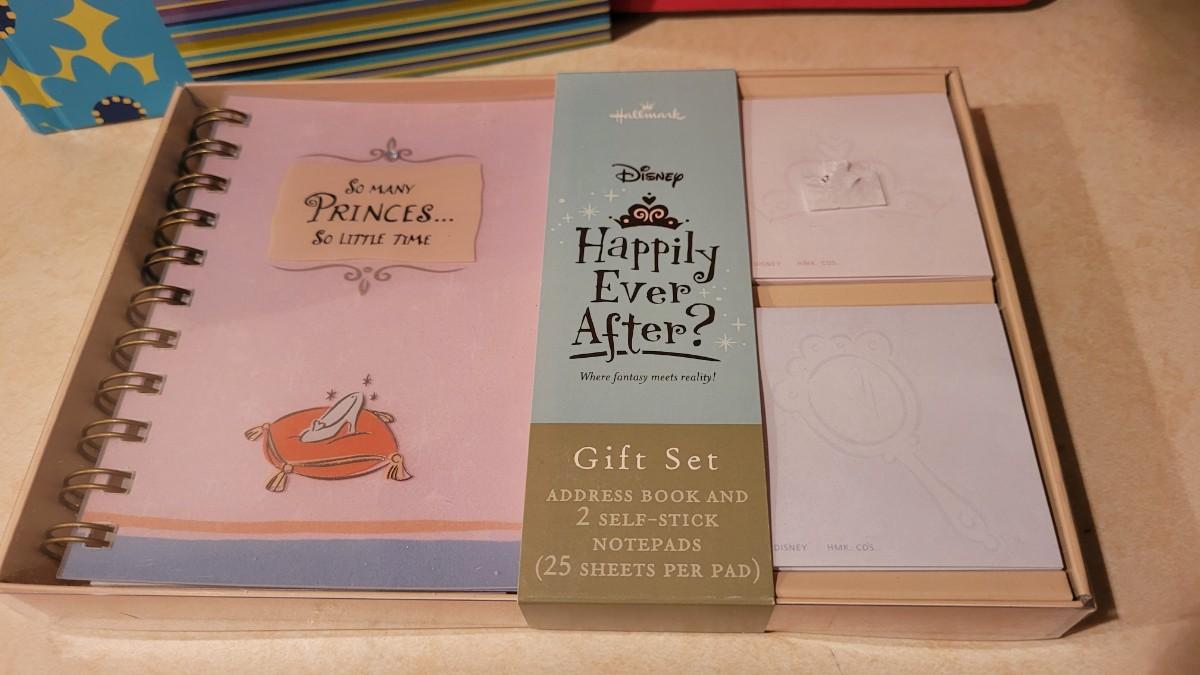 So many
Princes...
So little time
Hallmark
Disney
Happily
Ever
After?
Where fantasy meets reality!
Gift Set
ADDRESS BOOK AND
2 SELF-STICK
NOTEPADS
(25 SHEETS PER PAD)
DISNEY HMK. CDS.
DISNEY HMK. CDS.